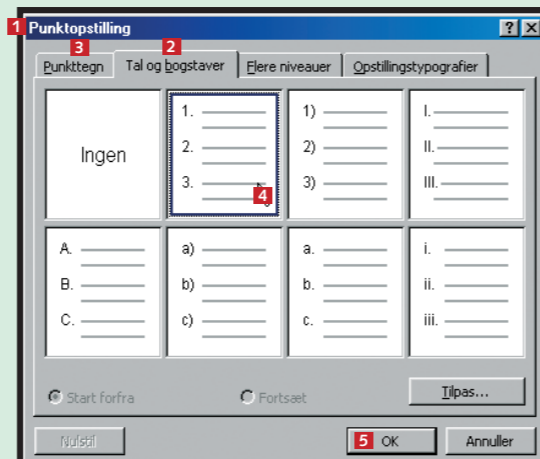 1 Punktopstilling
3 2
Punkttegn Tal og bogstaver Flere niveauer Opstillingstypografier
Ingen
1.
2.
3.
4
1)
2)
3)
I.
II.
III.
A.
B.
C.
a)
b)
c)
a.
b.
c.
i.
ii.
iii.
Start forfra Fortsæt Tilpas...
Nulstil 5 OK Annuller